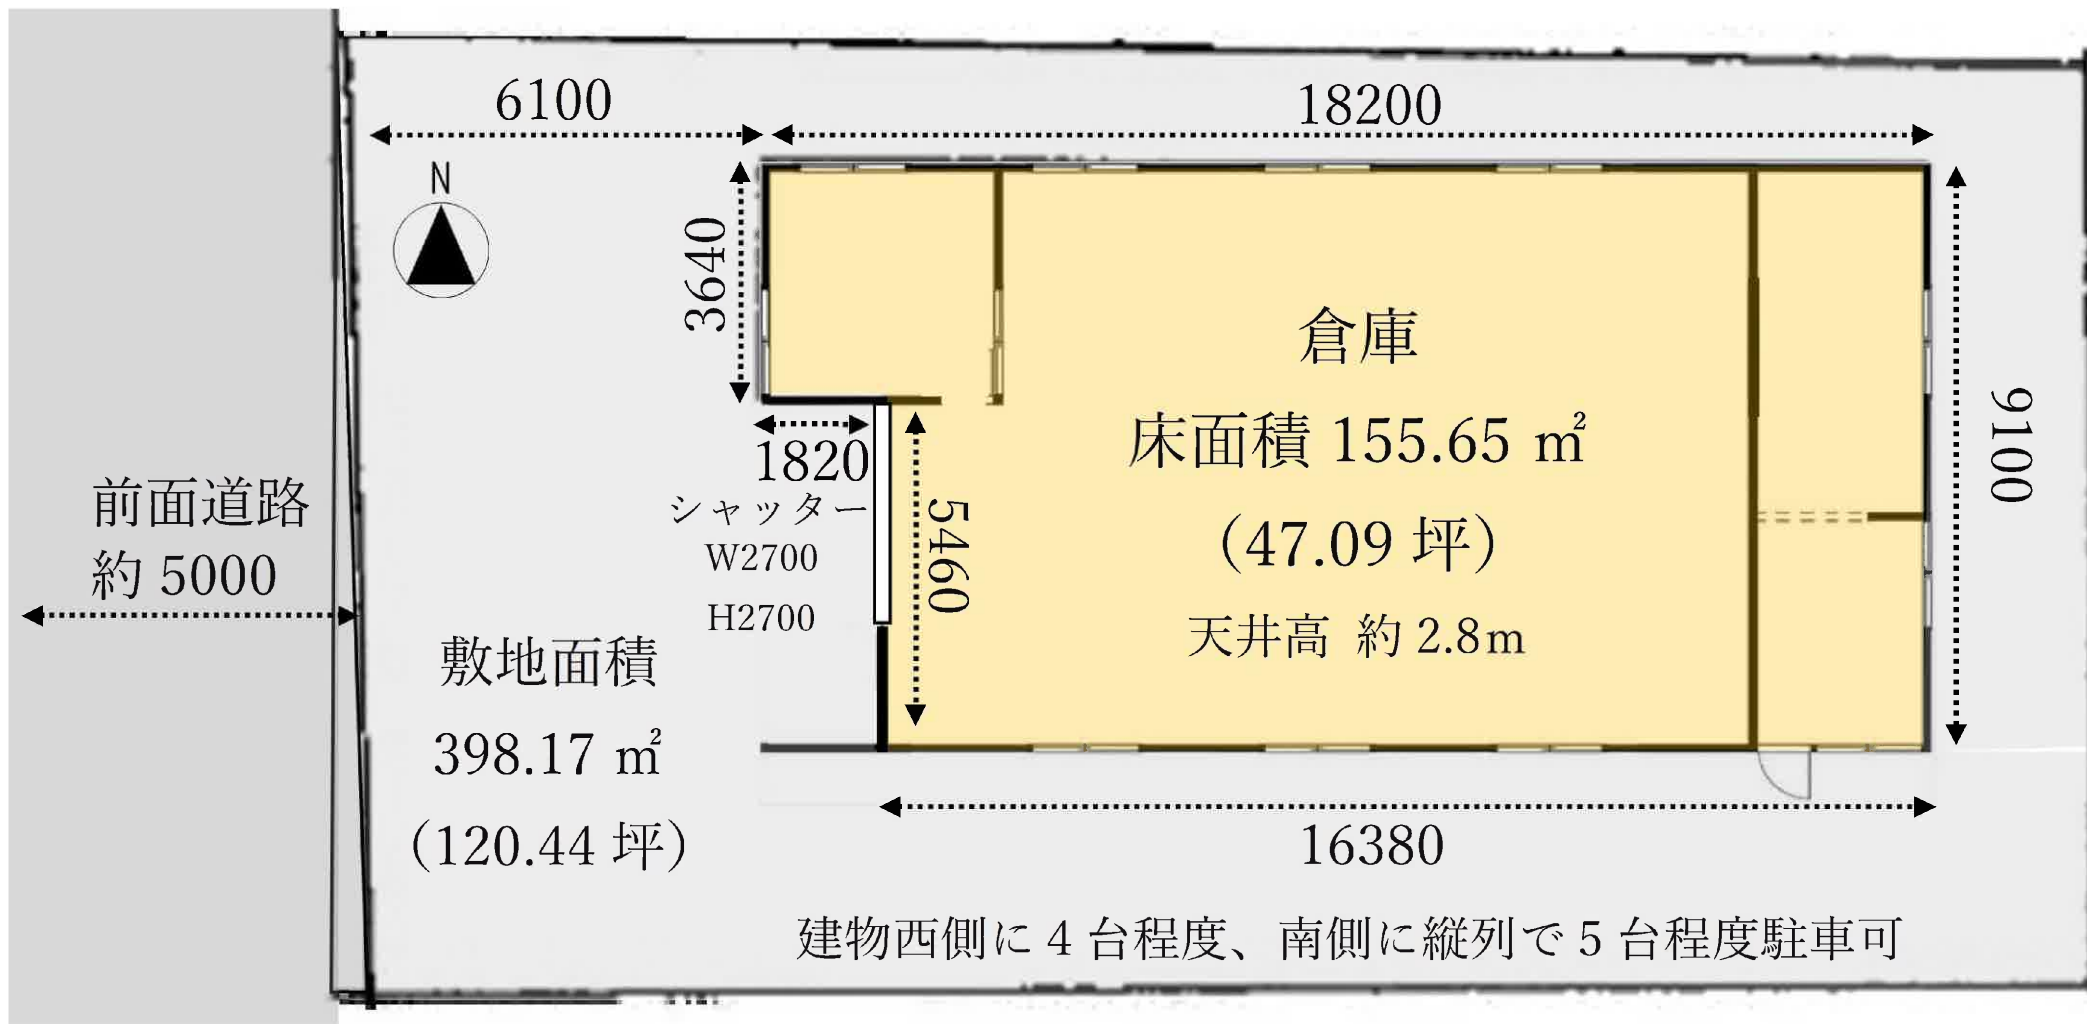 6100
18200
N
3640
倉庫
床面積 155.65 ㎡
（47.09 坪）
天井高 約 2.8m
9100
1820
シャッター
W2700
H2700
5460
前面道路
約 5000
敷地面積
398.17 ㎡
（120.44 坪）
16380
建物西側に 4 台程度、南側に縦列で 5 台程度駐車可